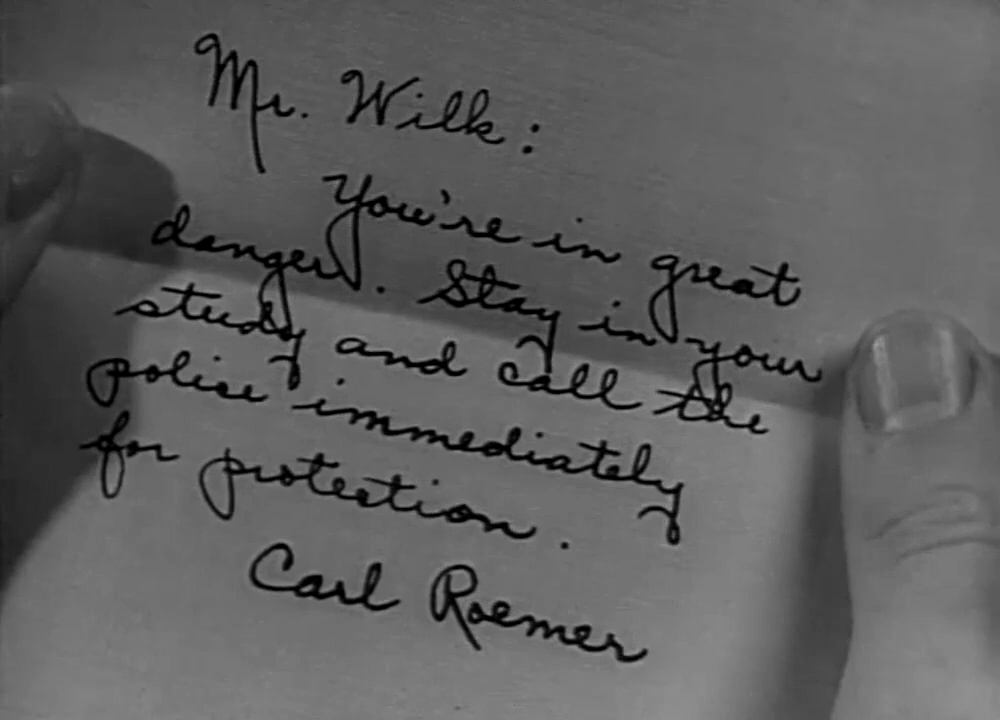 Mr. Wilk:
You're in great
danger. Stay in your
study and call the
police immediately
for protection.
Carl Roemer